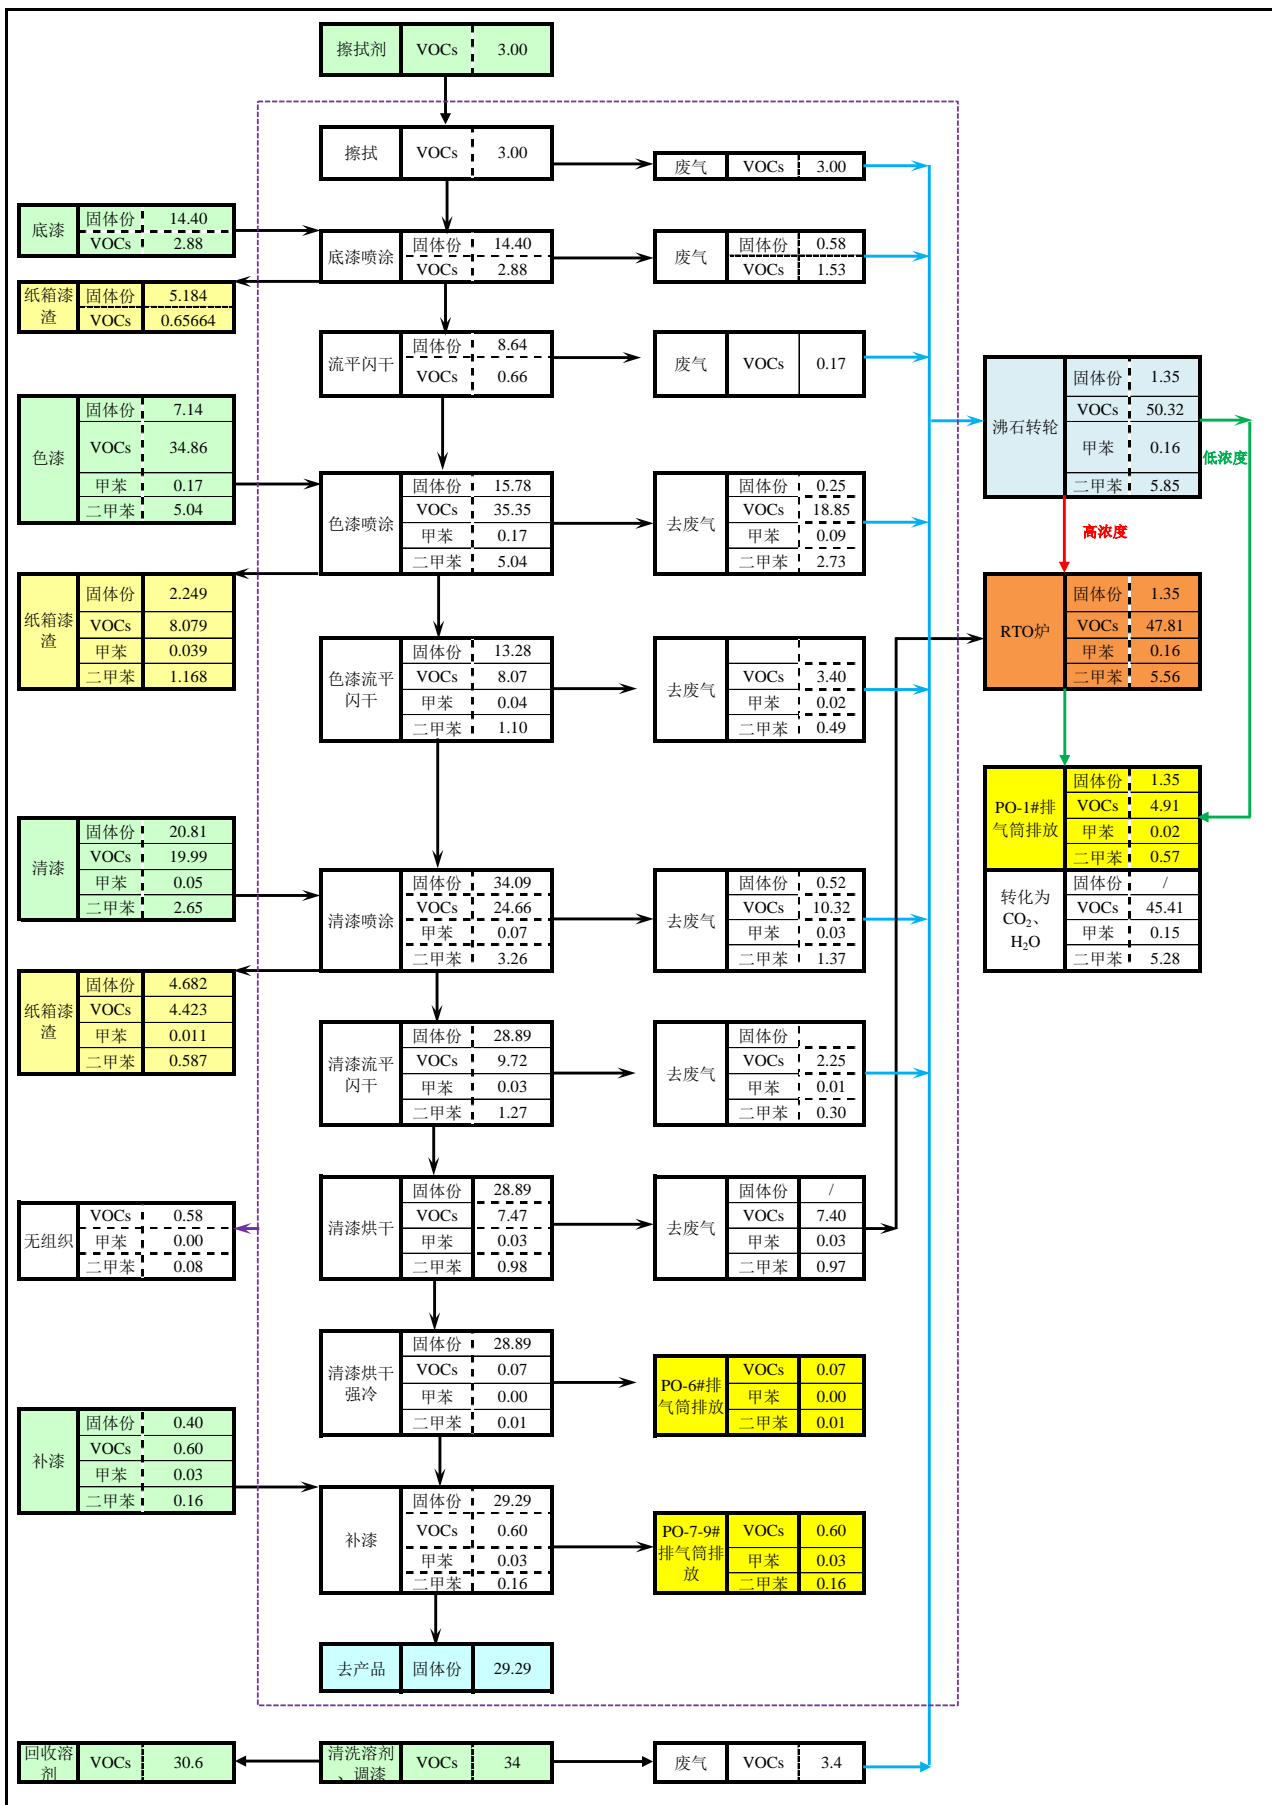 擦拭剂 VOCs 3.00
擦拭 VOCs 3.00
废气 VOCs 3.00
底漆 固体份 14.40
VOCs 2.88
底漆喷涂 固体份 14.40
VOCs 2.88
废气 固体份 0.58
VOCs 1.53
纸箱漆
渣
固体份 5.184
VOCs 0.65664
流平闪干 固体份 8.64
VOCs 0.66
废气 VOCs 0.17
色漆 固体份 7.14
VOCs 34.86
甲苯 0.17
二甲苯 5.04
沸石转轮 固体份 1.35
VOCs 50.32
甲苯 0.16
二甲苯 5.85
低浓度
高浓度
色漆喷涂 固体份 15.78
VOCs 35.35
甲苯 0.17
二甲苯 5.04
去废气 固体份 0.25
VOCs 18.85
甲苯 0.09
二甲苯 2.73
纸箱漆
渣
固体份 2.249
VOCs 8.079
甲苯 0.039
二甲苯 1.168
RTO炉 固体份 1.35
VOCs 47.81
甲苯 0.16
二甲苯 5.56
色漆流平
闪干
固体份 13.28
VOCs 8.07
甲苯 0.04
二甲苯 1.10
去废气 VOCs 3.40
甲苯 0.02
二甲苯 0.49
PO-1#排
气筒排放
固体份 1.35
VOCs 4.91
甲苯 0.02
二甲苯 0.57
转化为
CO₂、
H₂O
固体份 /
VOCs 45.41
甲苯 0.15
二甲苯 5.28
清漆 固体份 20.81
VOCs 19.99
甲苯 0.05
二甲苯 2.65
清漆喷涂 固体份 34.09
VOCs 24.66
甲苯 0.07
二甲苯 3.26
去废气 固体份 0.52
VOCs 10.32
甲苯 0.03
二甲苯 1.37
纸箱漆
渣
固体份 4.682
VOCs 4.423
甲苯 0.011
二甲苯 0.587
清漆流平
闪干
固体份 28.89
VOCs 9.72
甲苯 0.03
二甲苯 1.27
去废气 固体份
VOCs 2.25
甲苯 0.01
二甲苯 0.30
无组织 VOCs 0.58
甲苯 0.00
二甲苯 0.08
清漆烘干 固体份 28.89
VOCs 7.47
甲苯 0.03
二甲苯 0.98
去废气 固体份 /
VOCs 7.40
甲苯 0.03
二甲苯 0.97
清漆烘干
强冷
固体份 28.89
VOCs 0.07
甲苯 0.00
二甲苯 0.01
PO-6#排
气筒排放
VOCs 0.07
甲苯 0.00
二甲苯 0.01
补漆 固体份 0.40
VOCs 0.60
甲苯 0.03
二甲苯 0.16
补漆 固体份 29.29
VOCs 0.60
甲苯 0.03
二甲苯 0.16
PO-7-9#
排气筒排
放
VOCs 0.60
甲苯 0.03
二甲苯 0.16
去产品 固体份 29.29
回收溶
剂
VOCs 30.6
清洗溶剂
、调漆
VOCs 34
废气 VOCs 3.4